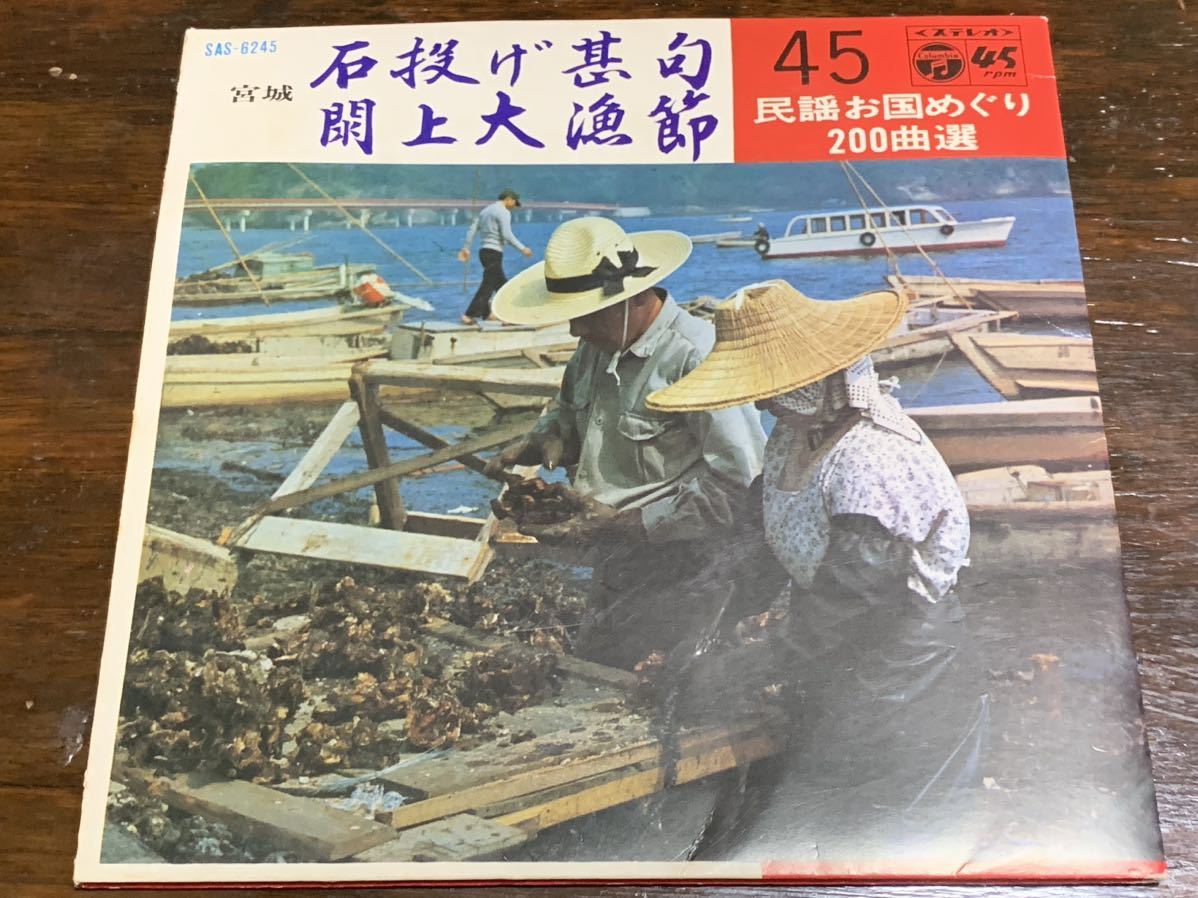 SAS-6245
宮城
石投げ甚句
閖上大漁節
45
<ステレオ>
Columbia
45
rpm
民謡お国めぐり
200曲選